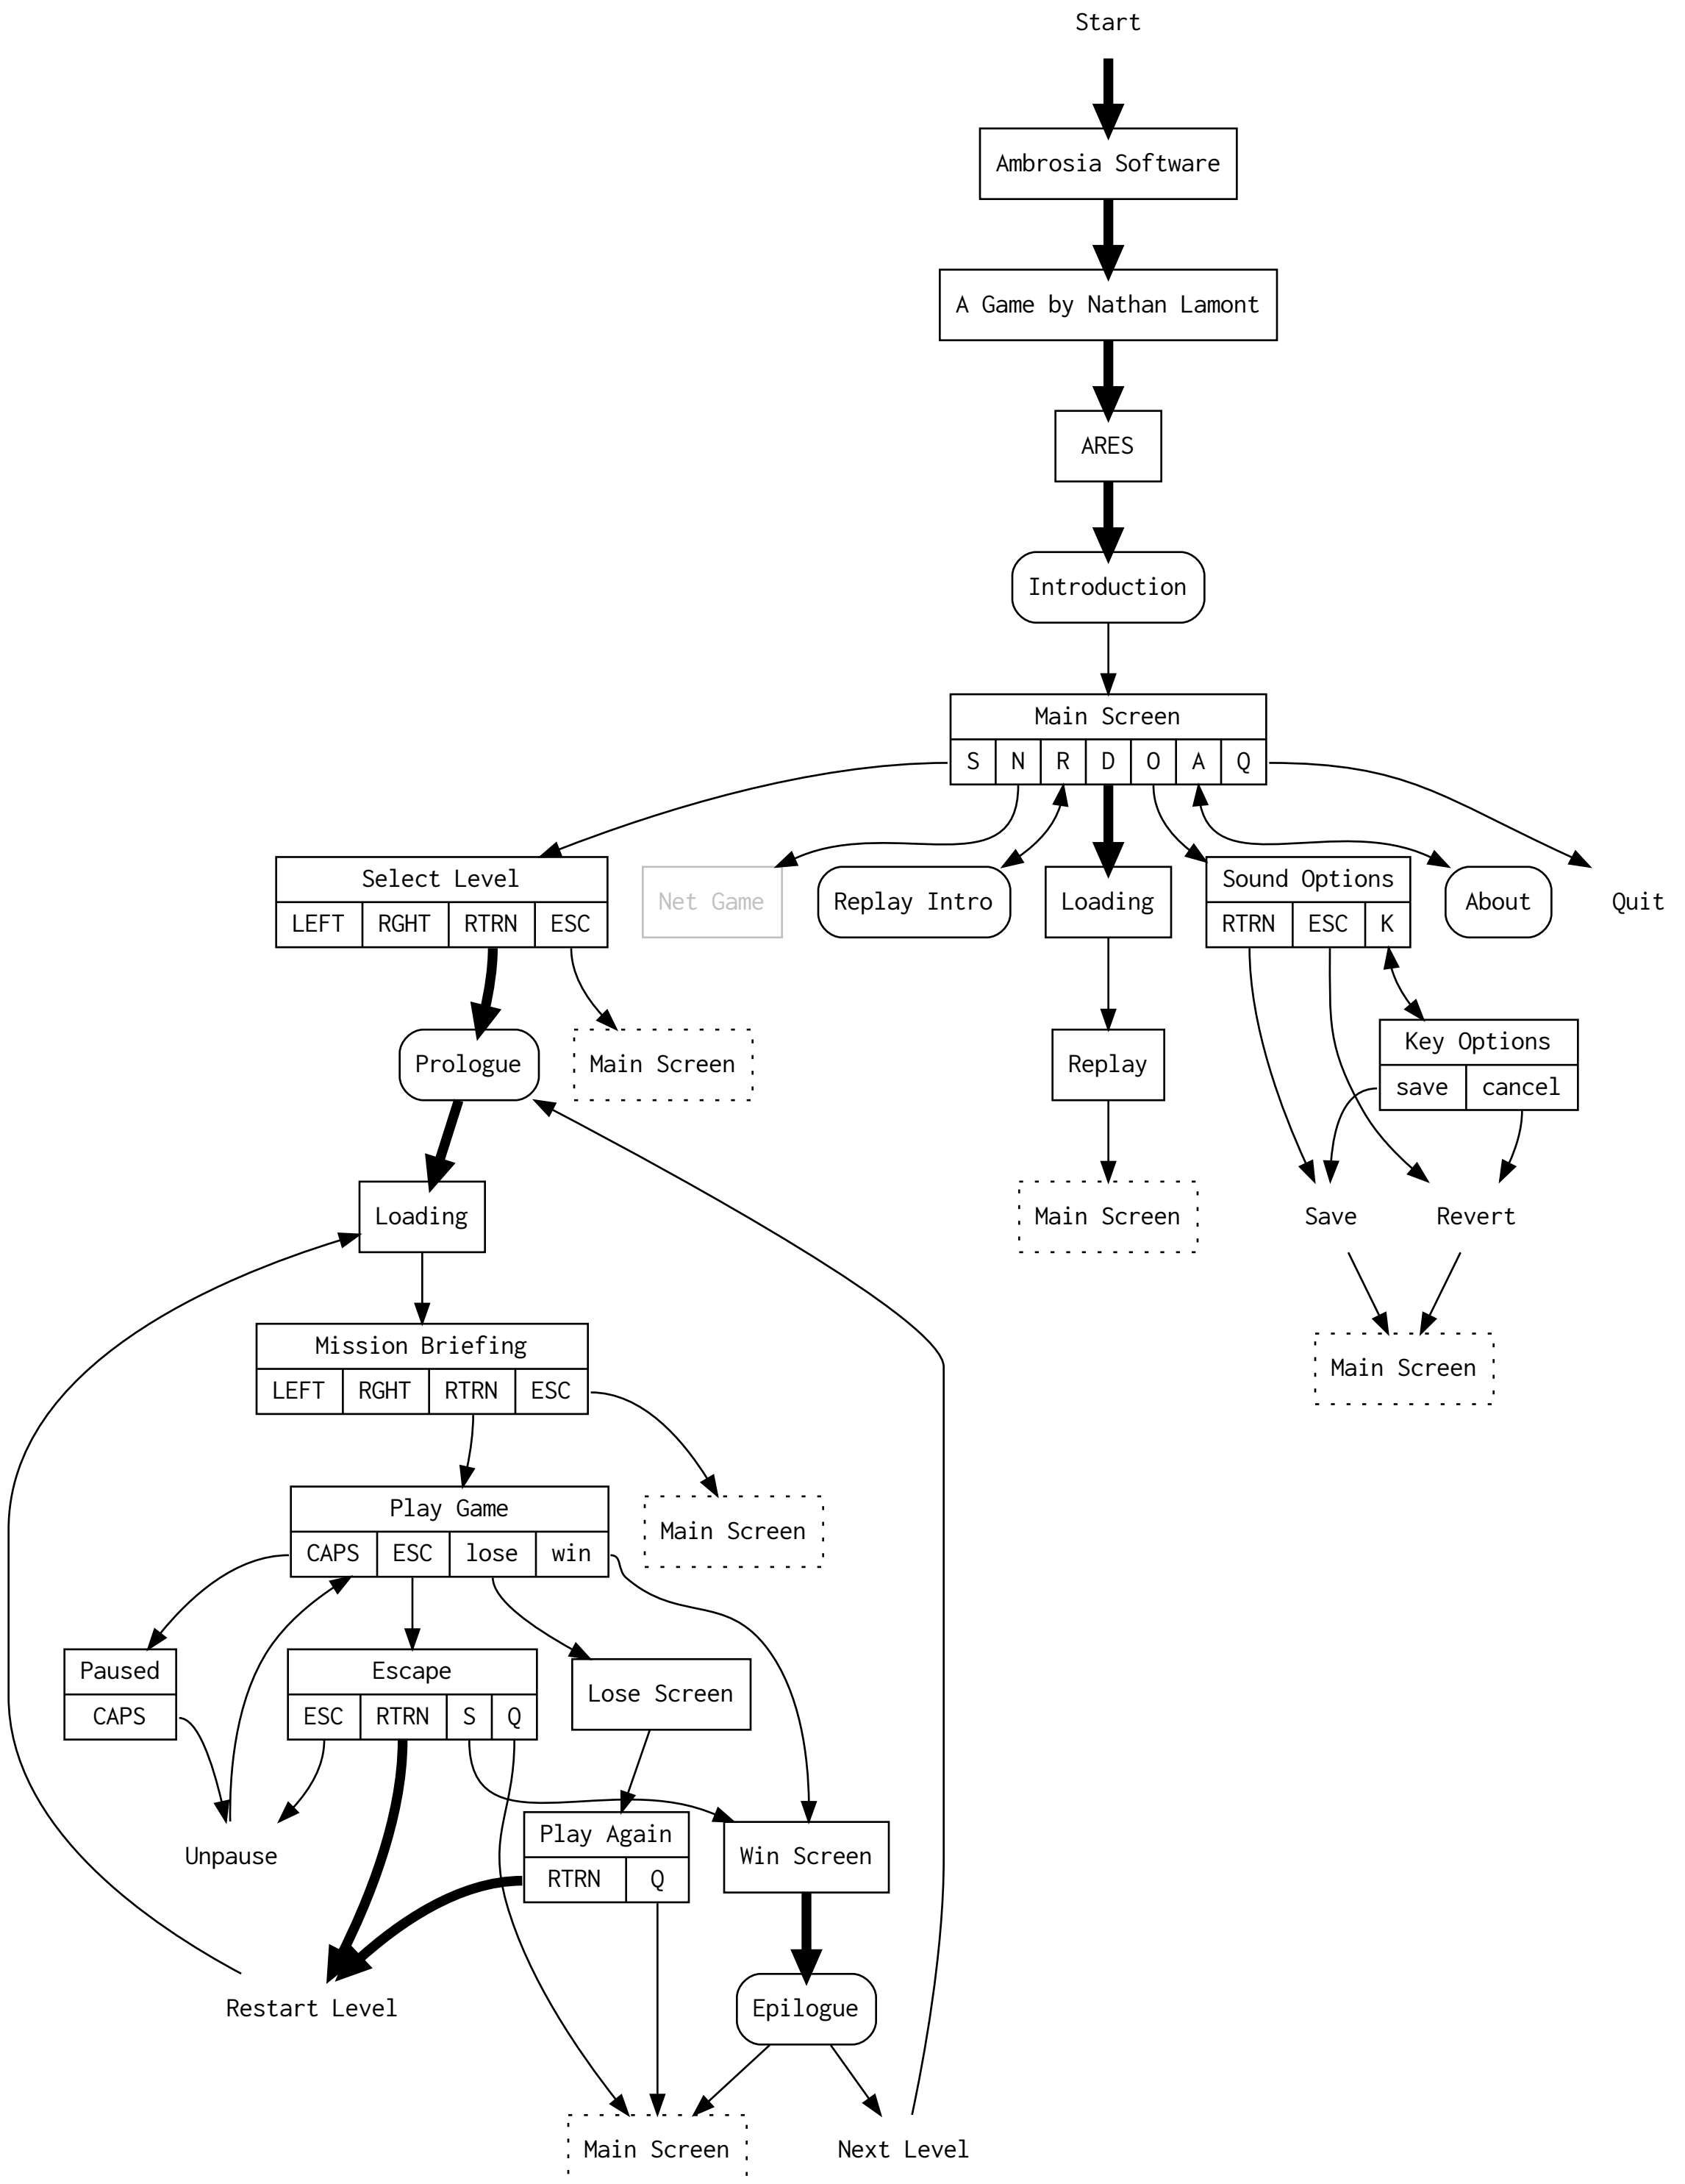 Start
Ambrosia Software
A Game by Nathan Lamont
ARES
Introduction
Main Screen
S N R D O A Q
Select Level
LEFT RGHT RTRN ESC
Net Game
Replay Intro
Loading
Sound Options
RTRN ESC K
About
Quit
Prologue
Main Screen
Replay
Key Options
save cancel
Loading
Main Screen
Save
Revert
Mission Briefing
LEFT RGHT RTRN ESC
Main Screen
Play Game
CAPS ESC lose win
Main Screen
Paused
CAPS
Escape
ESC RTRN S Q
Lose Screen
Unpause
Play Again
RTRN Q
Win Screen
Restart Level
Epilogue
Main Screen
Next Level